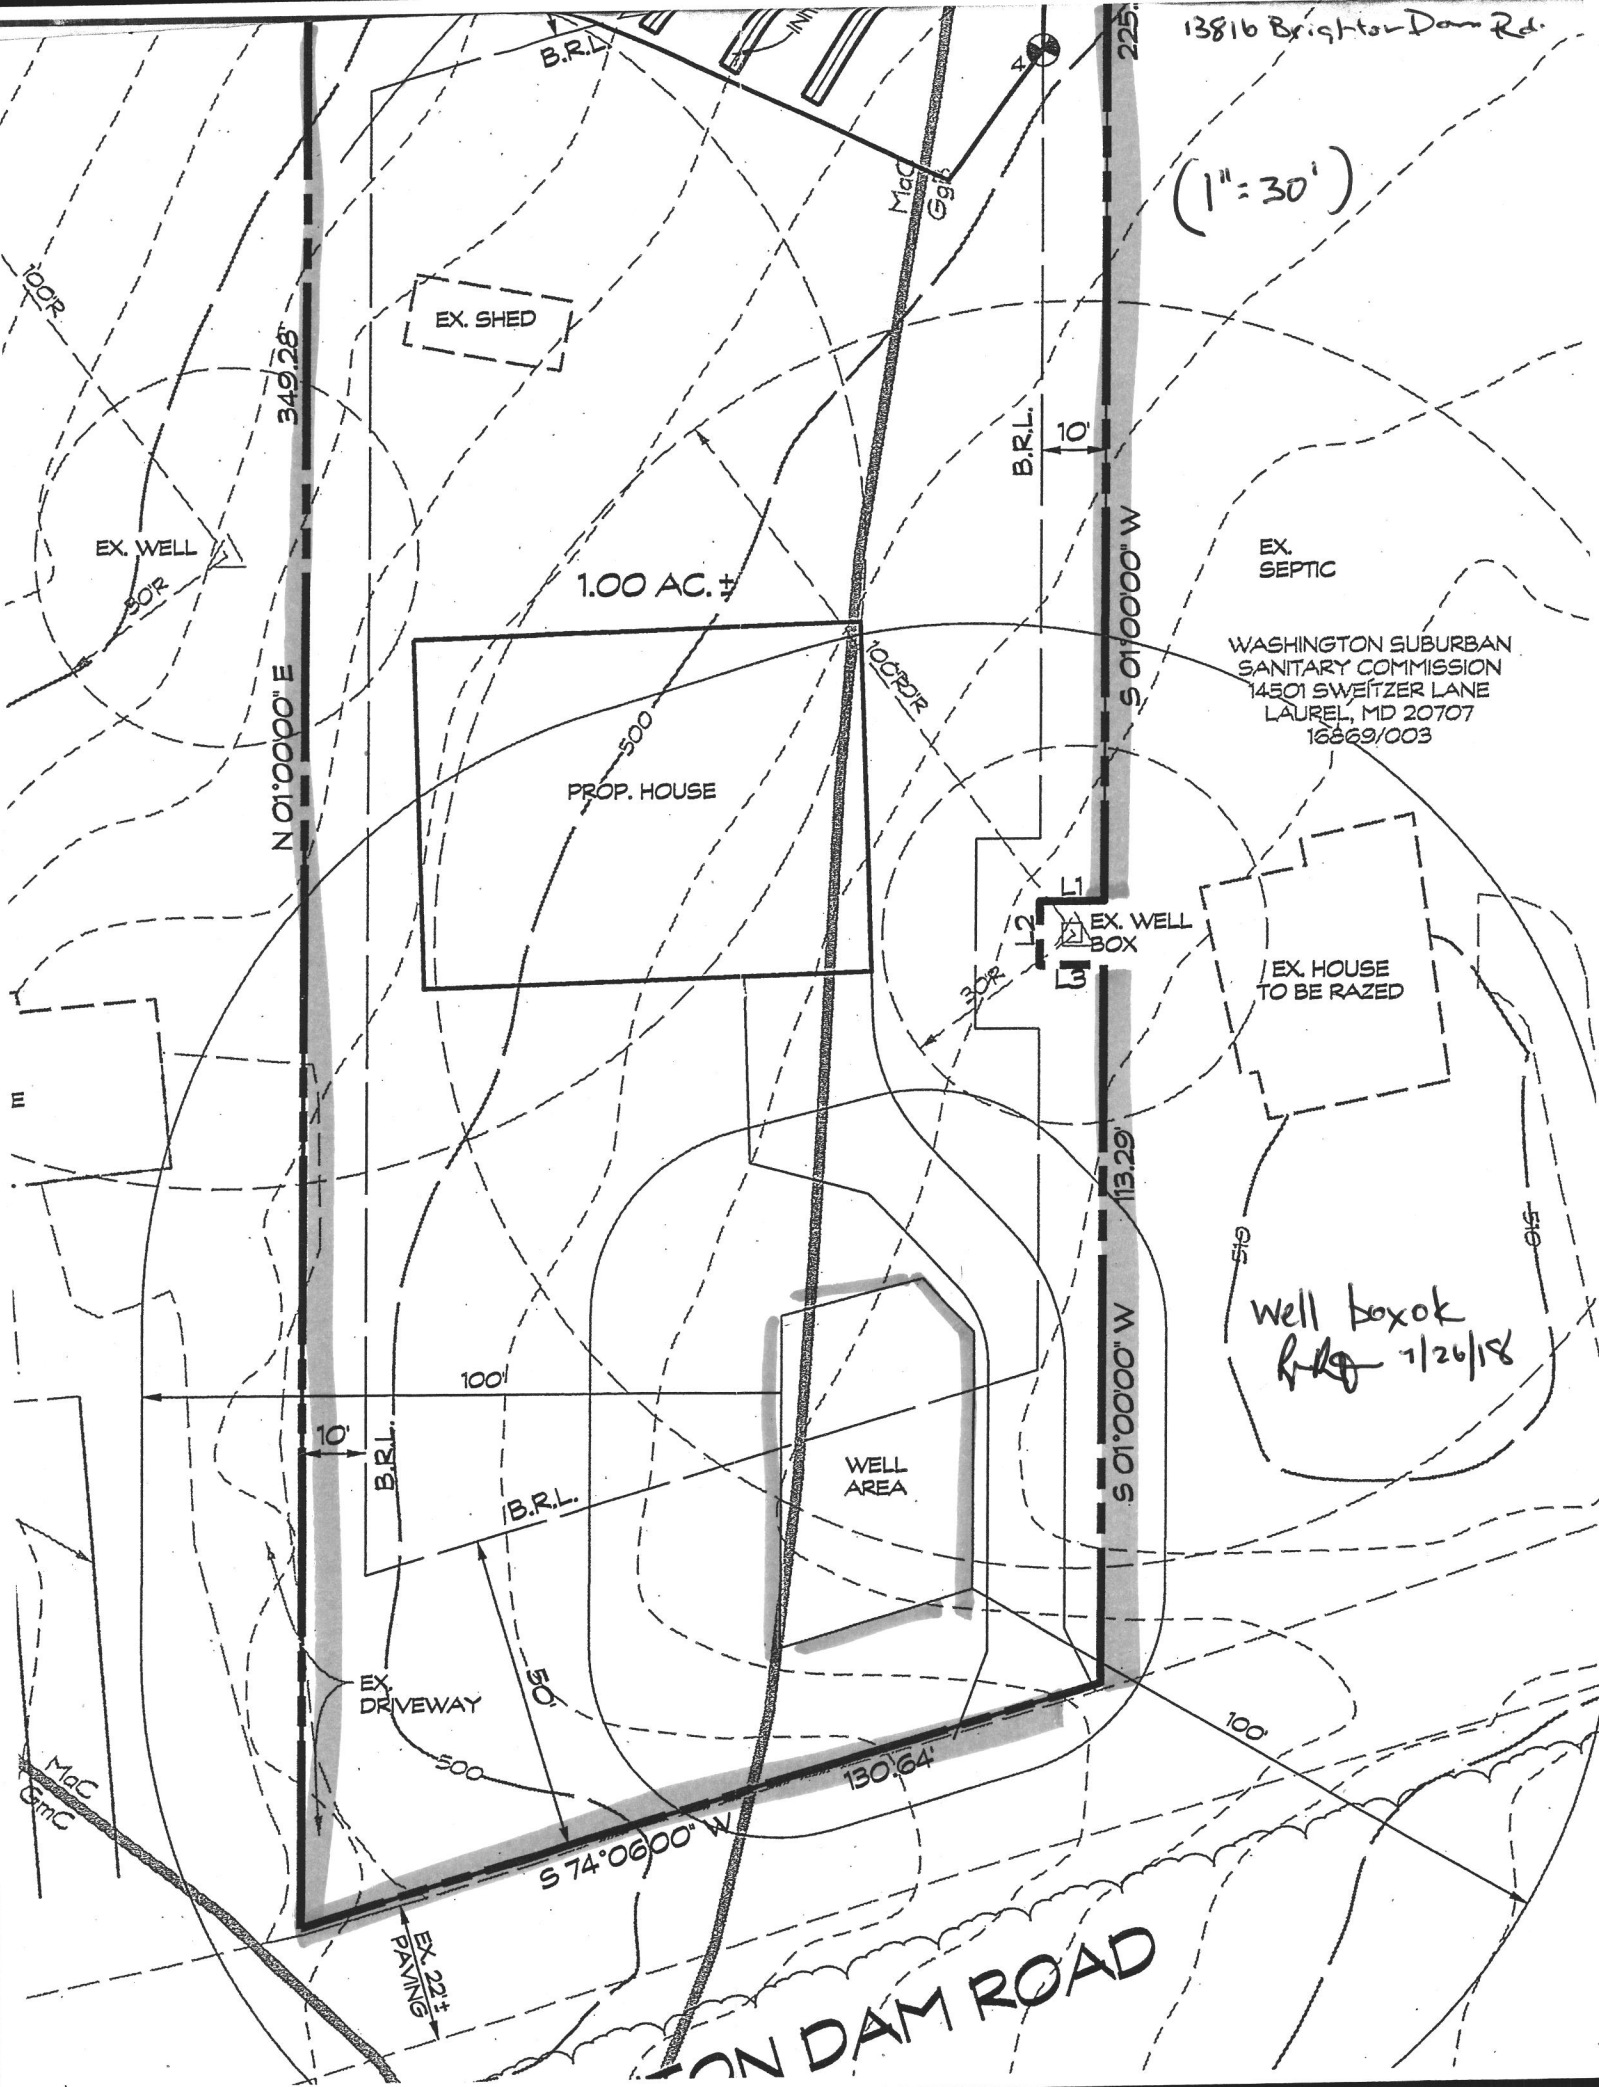 13816 Brighton Dam Rd.
225.
B.R.L.
4
(1"=30')
MaC
GgB
100'R
EX. SHED
349.28'
B.R.L.
10'
EX. WELL
30'R
1.00 AC. ±
S 01°00'00" W
EX.
SEPTIC
WASHINGTON SUBURBAN
SANITARY COMMISSION
14501 SWEITZER LANE
LAUREL, MD 20707
16869/003
N 01°00'00" E
500
PROP. HOUSE
L1
L2
EX. WELL
BOX
L3
30'R
EX. HOUSE
TO BE RAZED
E
113.29'
510
510
Well box ok
7/26/18
100'
10'
B.R.L.
B.R.L.
WELL
AREA
S 01°00'00" W
50'
EX.
DRIVEWAY
500
100'
130.64'
S 74°06'00" W
MaC
GmC
EX. 22'±
PAVING
TON DAM ROAD